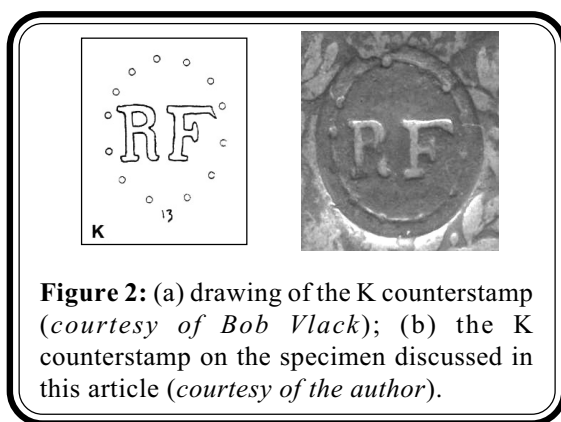 RF
13
K
RF
Figure 2: (a) drawing of the K counterstamp
(courtesy of Bob Vlack); (b) the K
counterstamp on the specimen discussed in
this article (courtesy of the author).